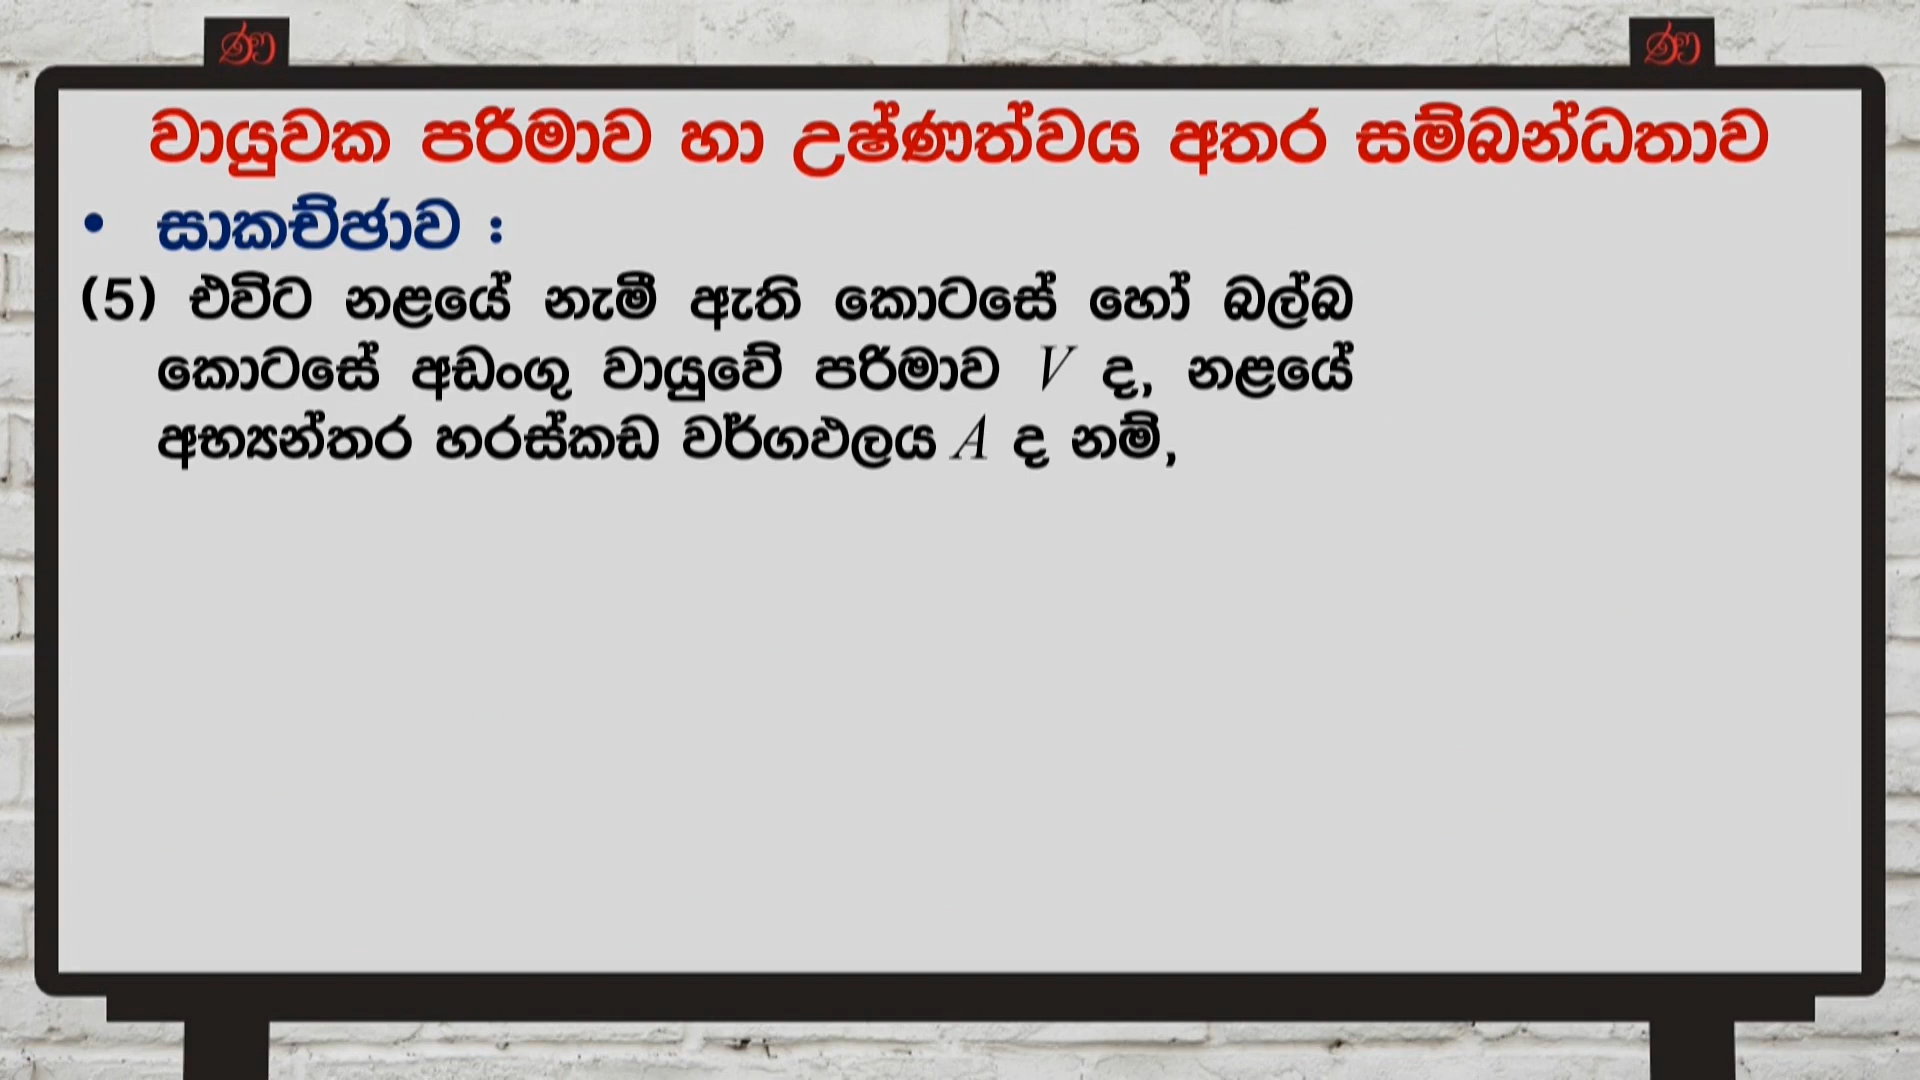 ණ ණ
වායුවක පරිමාව හා උෂ්ණත්වය අතර සම්බන්ධතාව
• සාකච්ඡාව :
(5) එවිට නළයේ නැමී ඇති කොටසේ හෝ බල්බ
කොටසේ අඩංගු වායුවේ පරිමාව V ද, නළයේ
අභ්‍යන්තර හරස්කඩ වර්ගඵලය A ද නම්,